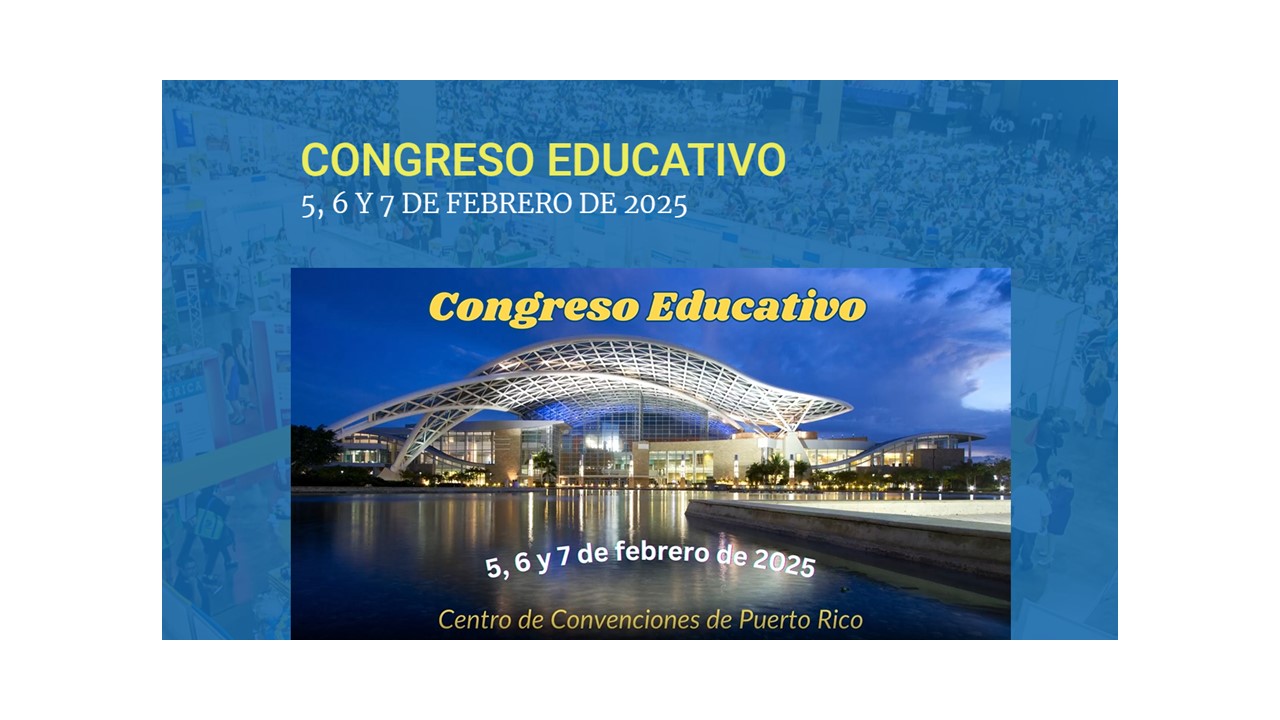 CONGRESO EDUCATIVO
5, 6 Y 7 DE FEBRERO DE 2025
Congreso Educativo
5, 6 y 7 de febrero de 2025
Centro de Convenciones de Puerto Rico